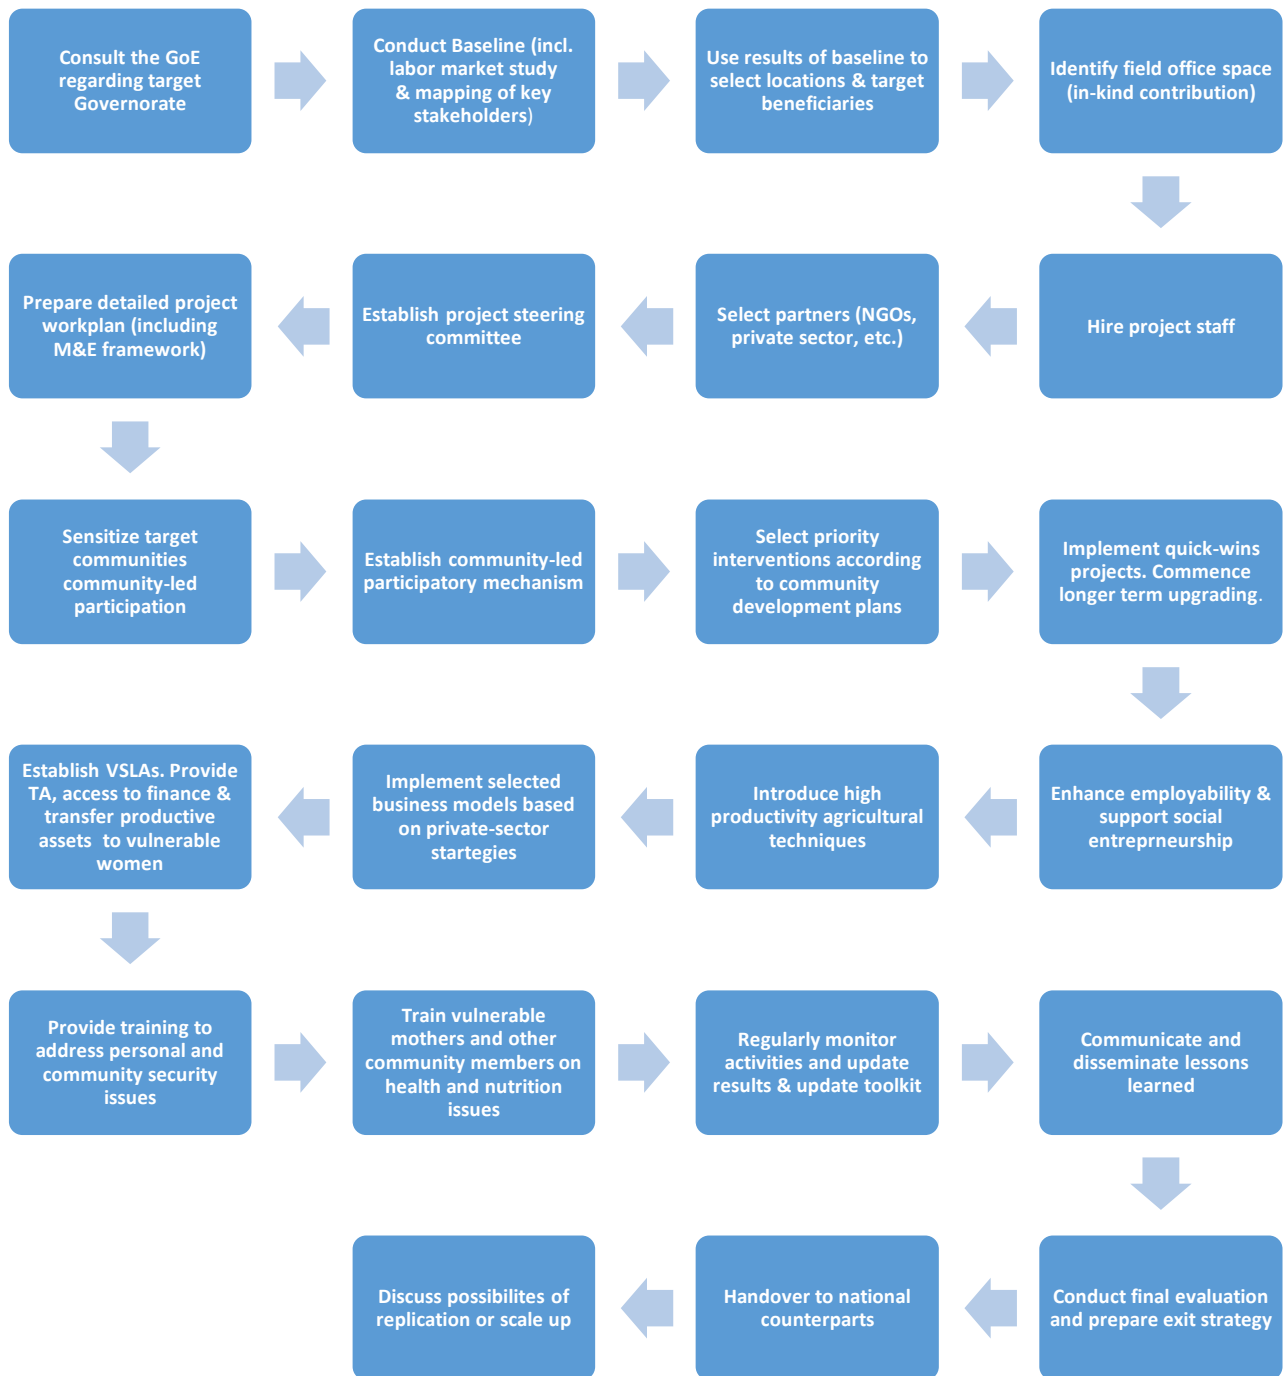 Consult the GoE
regarding target
Governorate
Conduct Baseline (incl.
labor market study
& mapping of key
stakeholders)
Use results of baseline to
select locations & target
beneficiaries
Identify field office space
(in-kind contribution)
Hire project staff
Select partners (NGOs,
private sector, etc.)
Establish project steering
committee
Prepare detailed project
workplan (including
M&E framework)
Sensitize target
communities
community-led
participation
Establish community-led
participatory mechanism
Select priority
interventions according
to community
development plans
Implement quick-wins
projects. Commence
longer term upgrading.
Enhance employability &
support social
entreprneurship
Introduce high
productivity agricultural
techniques
Implement selected
business models based
on private-sector
startegies
Establish VSLAs. Provide
TA, access to finance &
transfer productive
assets to vulnerable
women
Provide training to
address personal and
community security
issues
Train vulnerable
mothers and other
community members on
health and nutrition
issues
Regularly monitor
activities and update
results & update toolkit
Communicate and
disseminate lessons
learned
Conduct final evaluation
and prepare exit strategy
Handover to national
counterparts
Discuss possibilites of
replication or scale up